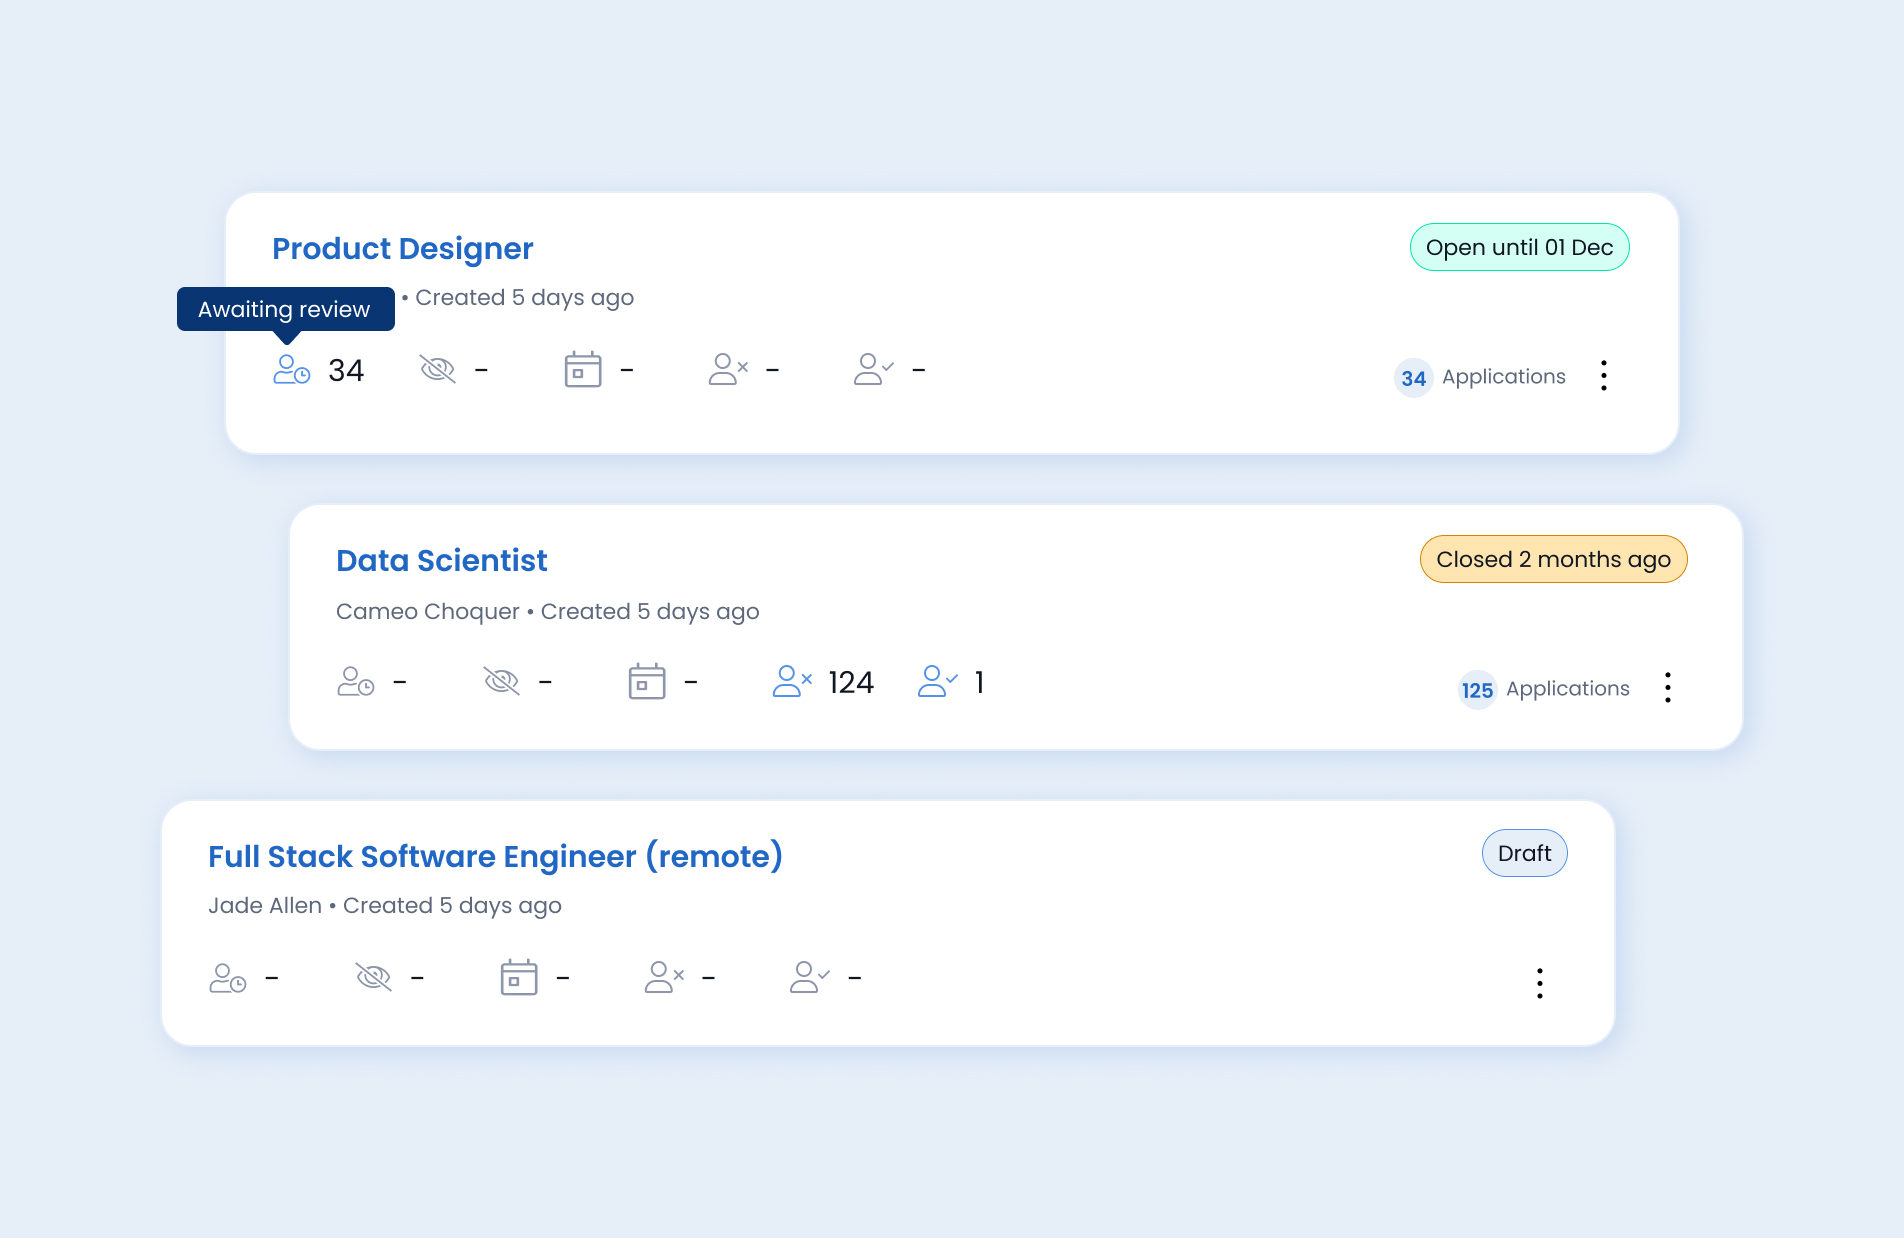 Product Designer
Open until 01 Dec
Awaiting review
• Created 5 days ago
34 - - - -
34 Applications
Data Scientist
Closed 2 months ago
Cameo Choquer • Created 5 days ago
- - - 124 1
125 Applications
Full Stack Software Engineer (remote)
Draft
Jade Allen • Created 5 days ago
- - - - -